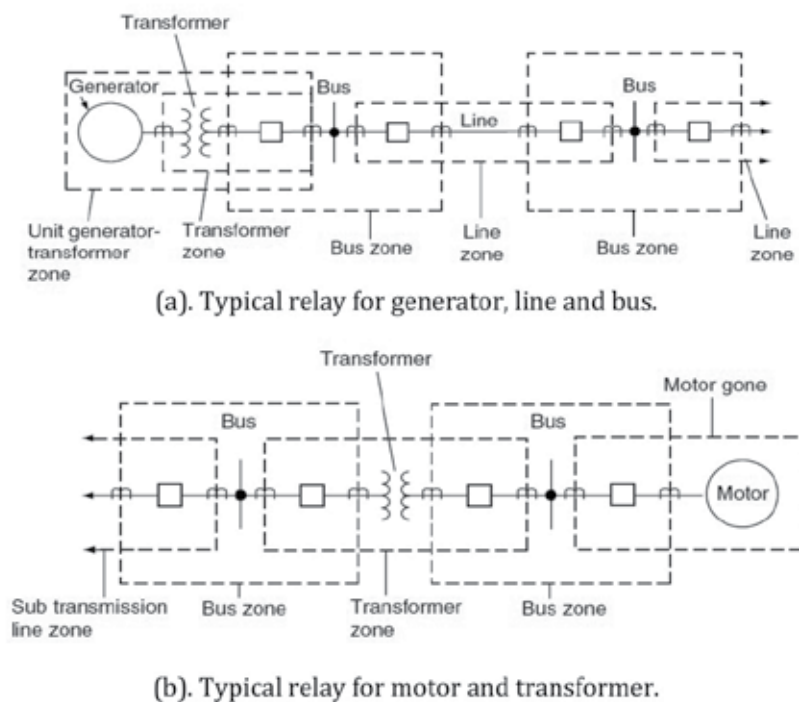 Transformer
Generator
Bus
Line
Bus
Unit generator-
transformer
zone
Transformer
zone
Bus zone
Line
zone
Bus zone
Line
zone
(a). Typical relay for generator, line and bus.
Transformer
Motor gone
Bus
Bus
Motor
Sub transmission
line zone
Bus zone
Transformer
zone
Bus zone
(b). Typical relay for motor and transformer.